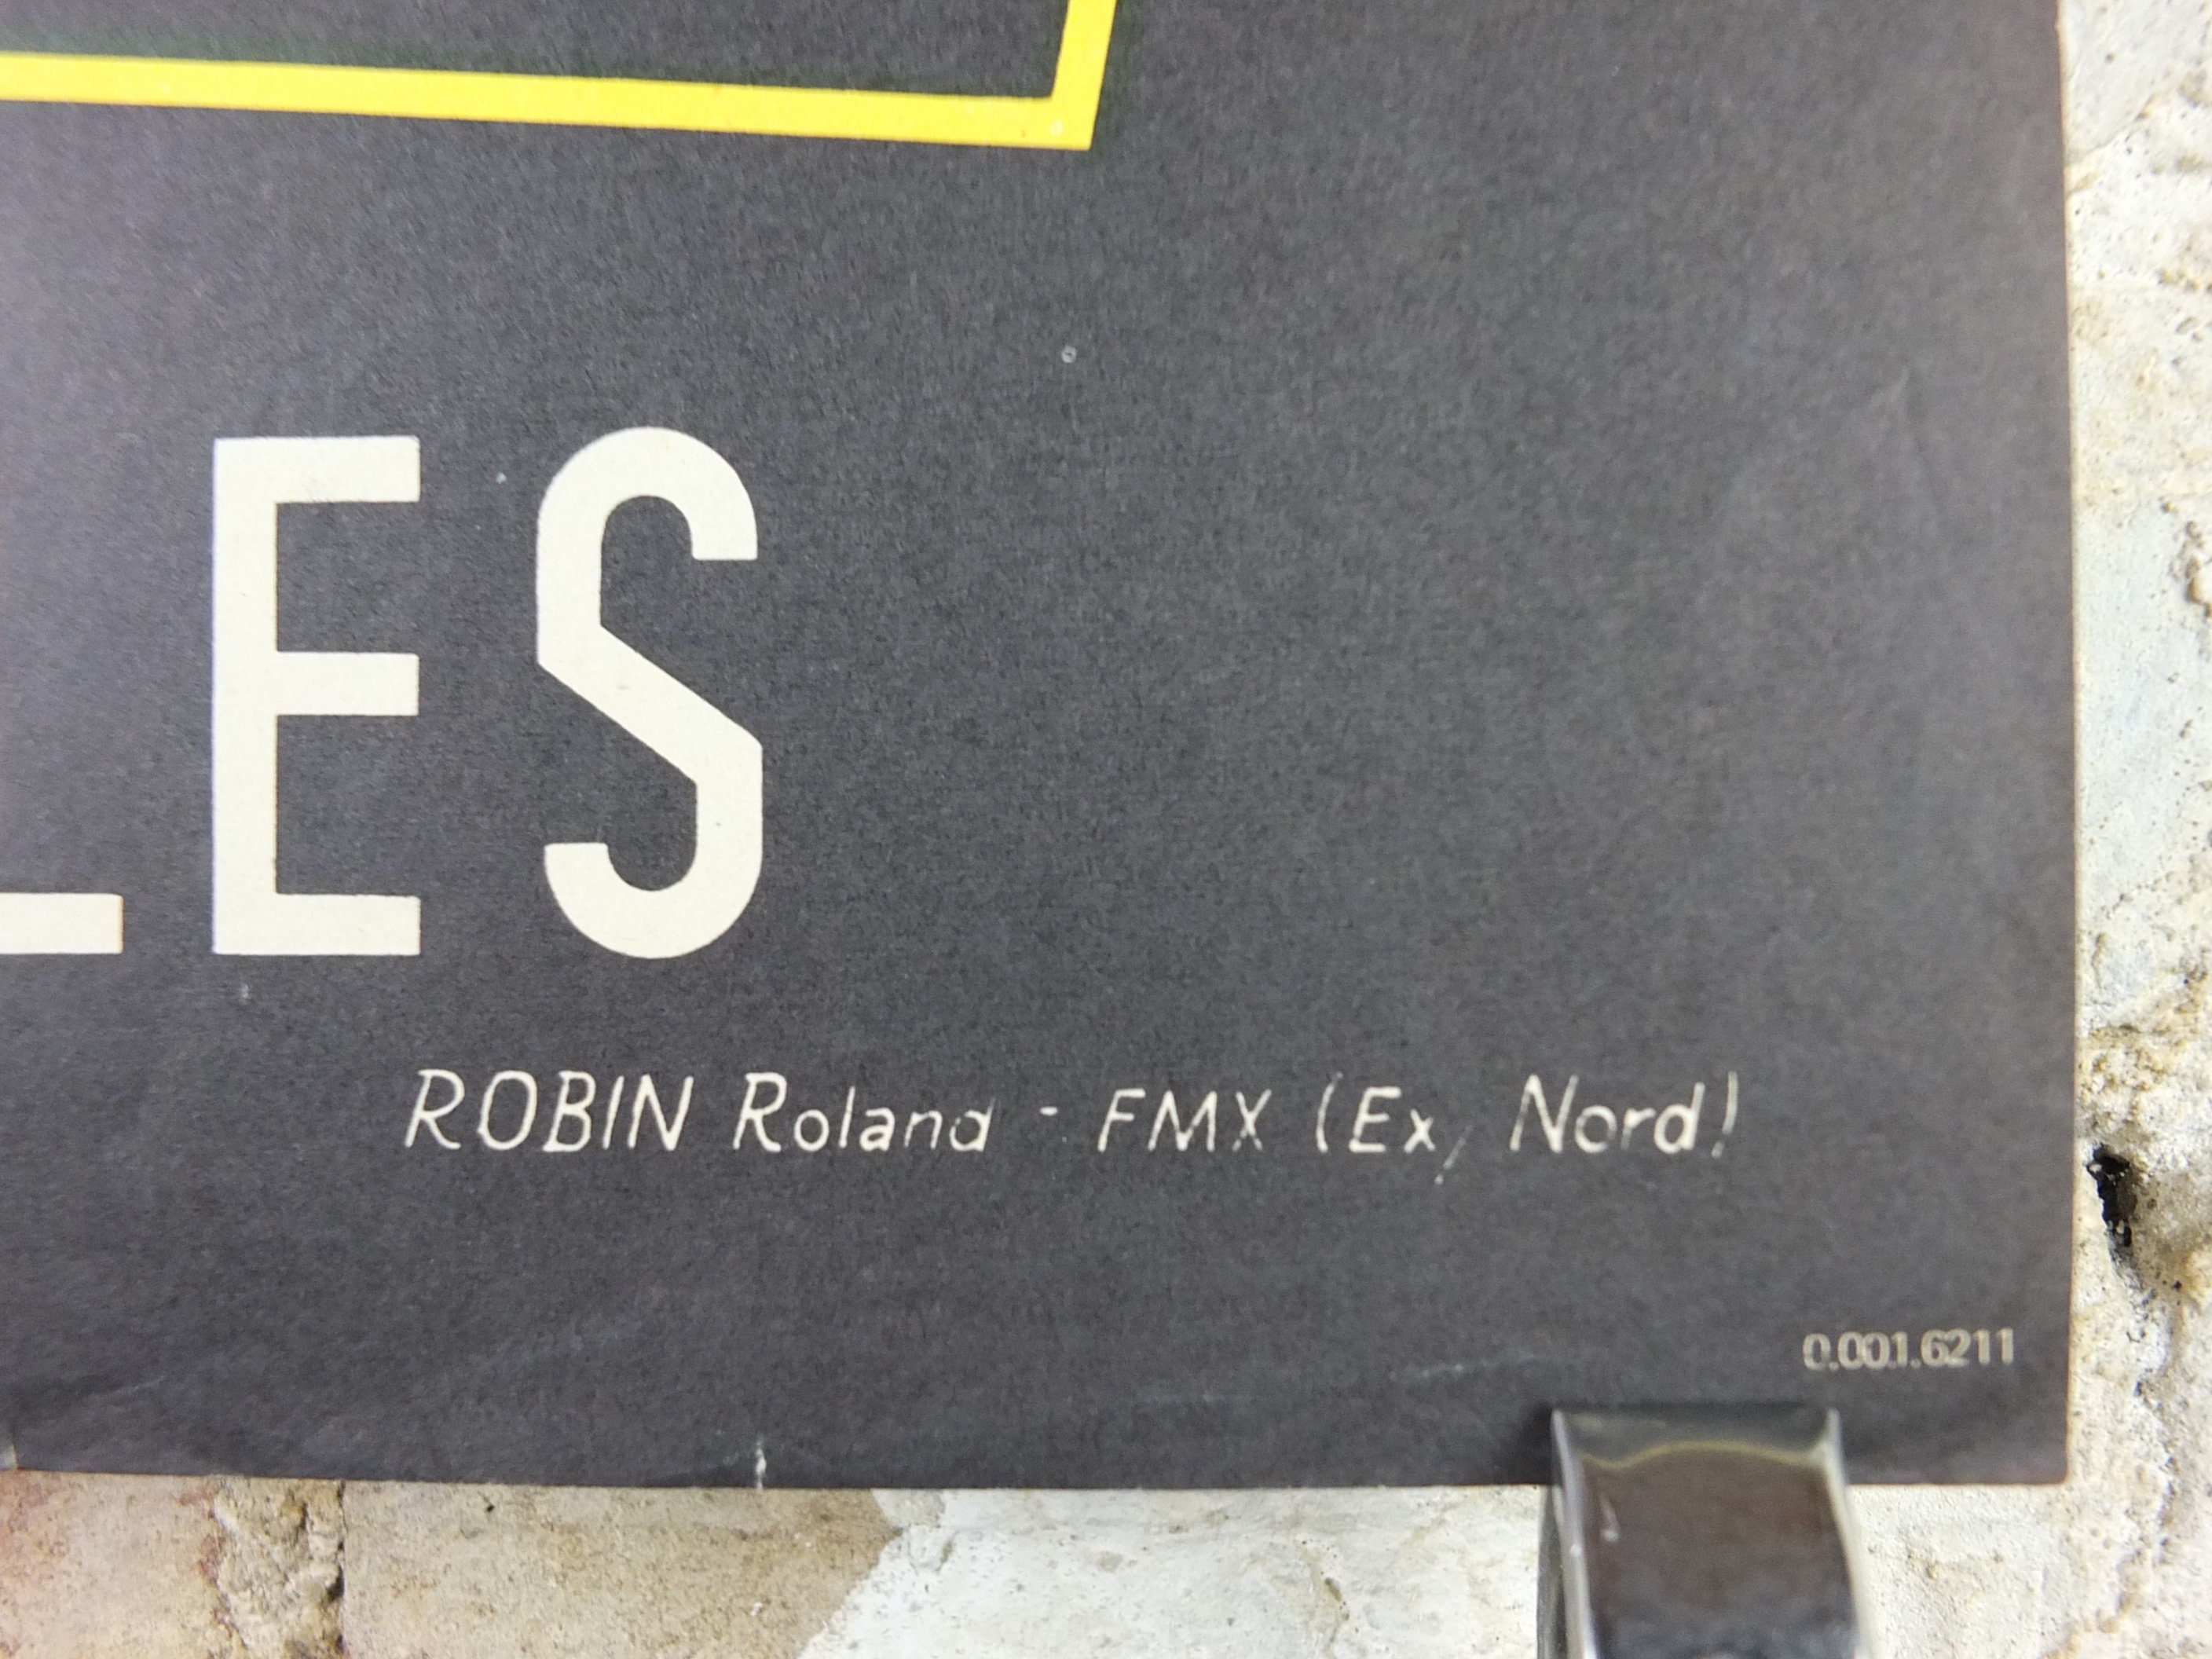 LES
ROBIN Roland - FMX (Ex, Nord)
0.001.6211